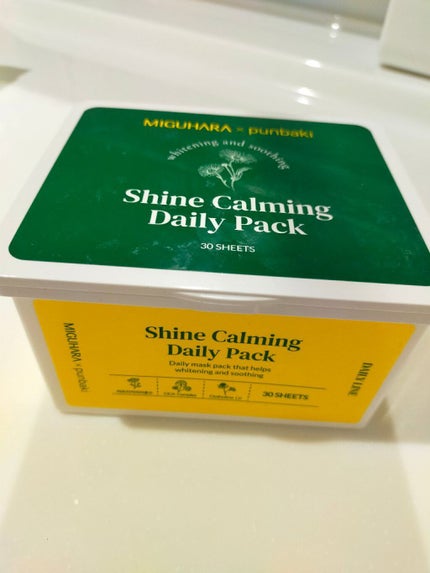 MIGUHARA × punbaki
whitening and soothing
Shine Calming
Daily Pack
30 SHEETS
MIGUHARA × punbaki
Shine Calming
Daily Pack
Daily mask pack that helps
whitening and soothing
30 SHEETS
DAILY LINE